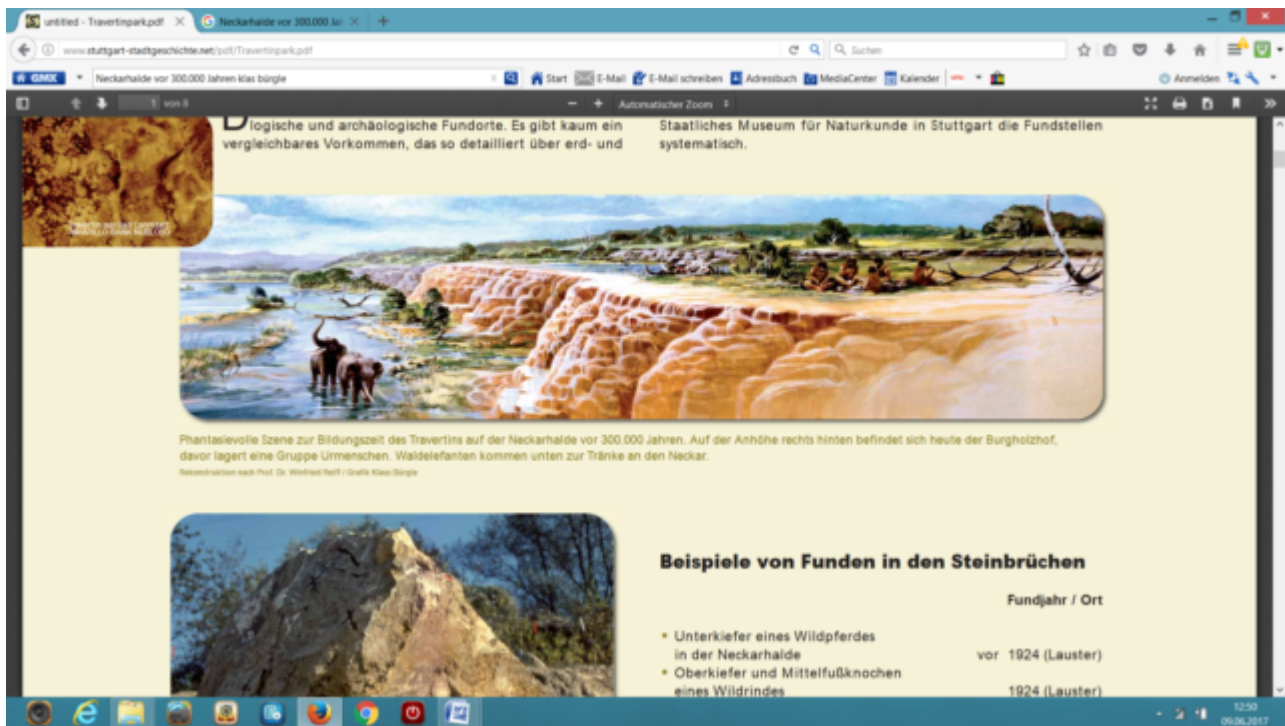 untitled - Travertinpark.pdf
Neckarhalde vor 300.000 Jah
www.stuttgart-stadtgeschichte.net/pdf/Travertinpark.pdf
Suchen
GMX
Neckarhalde vor 300.000 Jahren klas bürgle
Start
E-Mail
E-Mail schreiben
Adressbuch
MediaCenter
Kalender
Anmelden
1 von 8
Automatischer Zoom
logische und archäologische Fundorte. Es gibt kaum ein
vergleichbares Vorkommen, das so detailliert über erd- und
Staatliches Museum für Naturkunde in Stuttgart die Fundstellen
systematisch.
Phantasievolle Szene zur Bildungszeit des Travertins auf der Neckarhalde vor 300.000 Jahren. Auf der Anhöhe rechts hinten befindet sich heute der Burgholzhof,
davor lagert eine Gruppe Urmenschen. Waldelefanten kommen unten zur Tränke an den Neckar.
Rekonstruktion nach Prof. Dr. Winfried Reiff / Grafik Klaus Bürgle
Beispiele von Funden in den Steinbrüchen
Fundjahr / Ort
• Unterkiefer eines Wildpferdes
in der Neckarhalde vor 1924 (Lauster)
• Oberkiefer und Mittelfußknochen
eines Wildrindes 1924 (Lauster)
12:50
09.06.2017